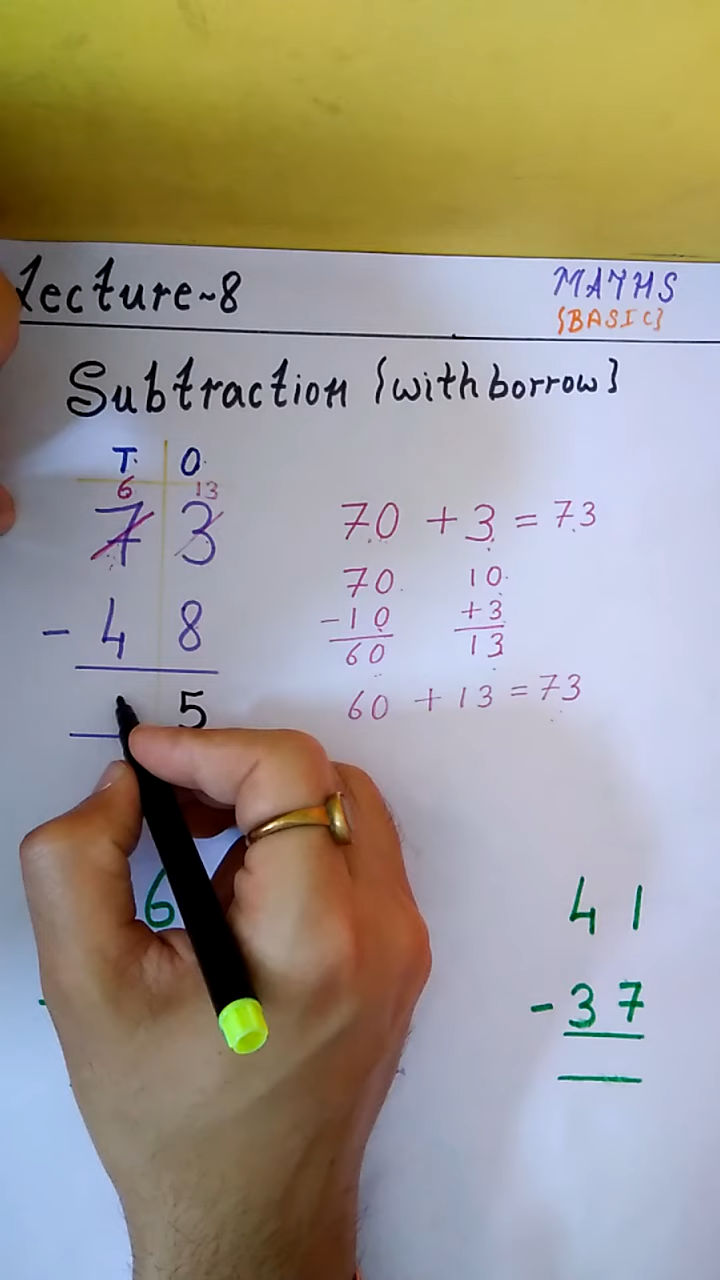 Lecture~8
MATHS
{BASIC}
Subtraction {with borrow}
T. O.
6 13
7 3
- 4 8
5
70 + 3 = 73
70 10
-10 +3
60 13
60 + 13 = 73
6
41
-37